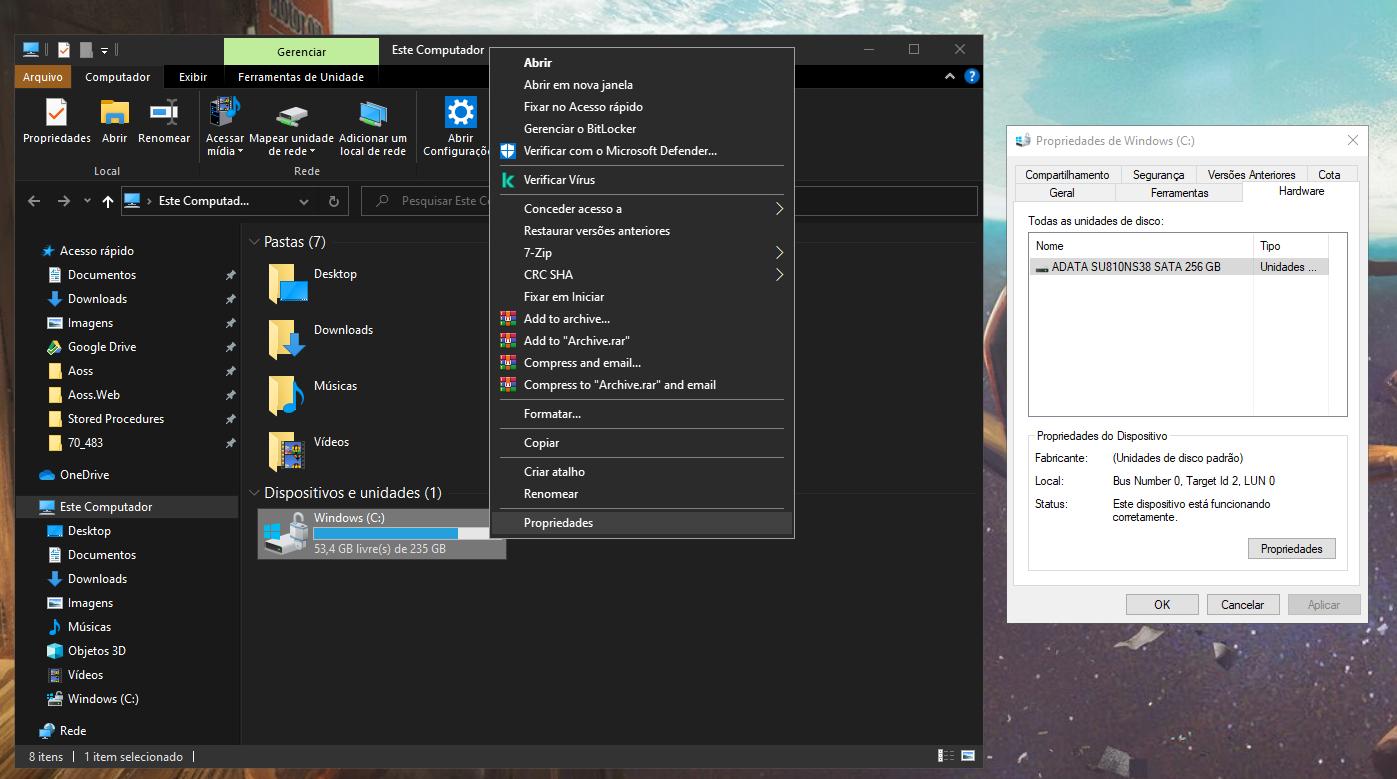 Gerenciar
Este Computador
Arquivo
Computador
Exibir
Ferramentas de Unidade
Propriedades
Abrir
Renomear
Acessar
mídia
Mapear unidade
de rede
Adicionar um
local de rede
Abrir
Configuraçõ
Local
Rede
Este Computad...
Pesquisar Este C
Acesso rápido
Documentos
Downloads
Imagens
Google Drive
Aoss
Aoss.Web
Stored Procedures
70_483
OneDrive
Este Computador
Desktop
Documentos
Downloads
Imagens
Músicas
Objetos 3D
Vídeos
Windows (C:)
Rede
Pastas (7)
Desktop
Downloads
Músicas
Vídeos
Dispositivos e unidades (1)
Windows (C:)
53,4 GB livre(s) de 235 GB
8 itens
1 item selecionado
Abrir
Abrir em nova janela
Fixar no Acesso rápido
Gerenciar o BitLocker
Verificar com o Microsoft Defender...
Verificar Vírus
Conceder acesso a
Restaurar versões anteriores
7-Zip
CRC SHA
Fixar em Iniciar
Add to archive...
Add to "Archive.rar"
Compress and email...
Compress to "Archive.rar" and email
Formatar...
Copiar
Criar atalho
Renomear
Propriedades
Propriedades de Windows (C:)
Compartilhamento
Segurança
Versões Anteriores
Cota
Geral
Ferramentas
Hardware
Todas as unidades de disco:
Nome
Tipo
ADATA SU810NS38 SATA 256 GB
Unidades ...
Propriedades do Dispositivo
Fabricante:
(Unidades de disco padrão)
Local:
Bus Number 0, Target Id 2, LUN 0
Status:
Este dispositivo está funcionando
corretamente.
Propriedades
OK
Cancelar
Aplicar